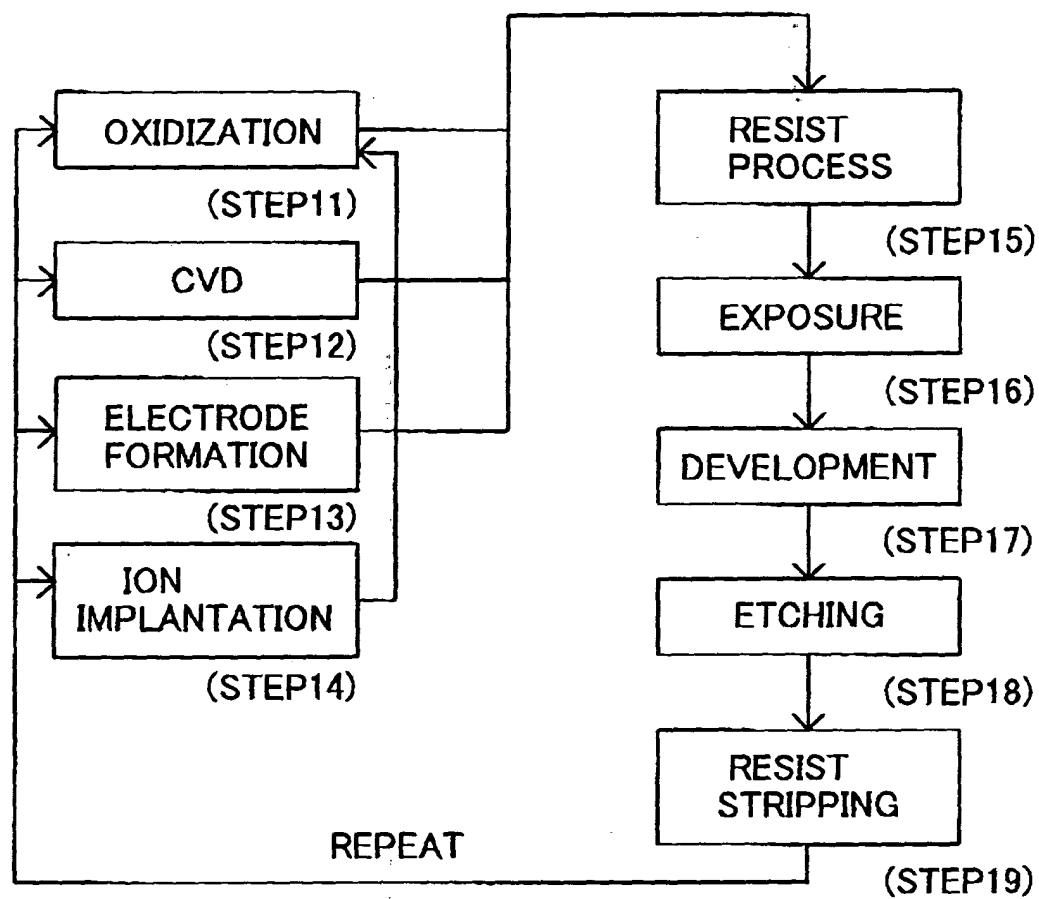 OXIDIZATION
(STEP11)
CVD
(STEP12)
ELECTRODE
FORMATION
(STEP13)
ION
IMPLANTATION
(STEP14)
RESIST
PROCESS
(STEP15)
EXPOSURE
(STEP16)
DEVELOPMENT
(STEP17)
ETCHING
(STEP18)
RESIST
STRIPPING
(STEP19)
REPEAT